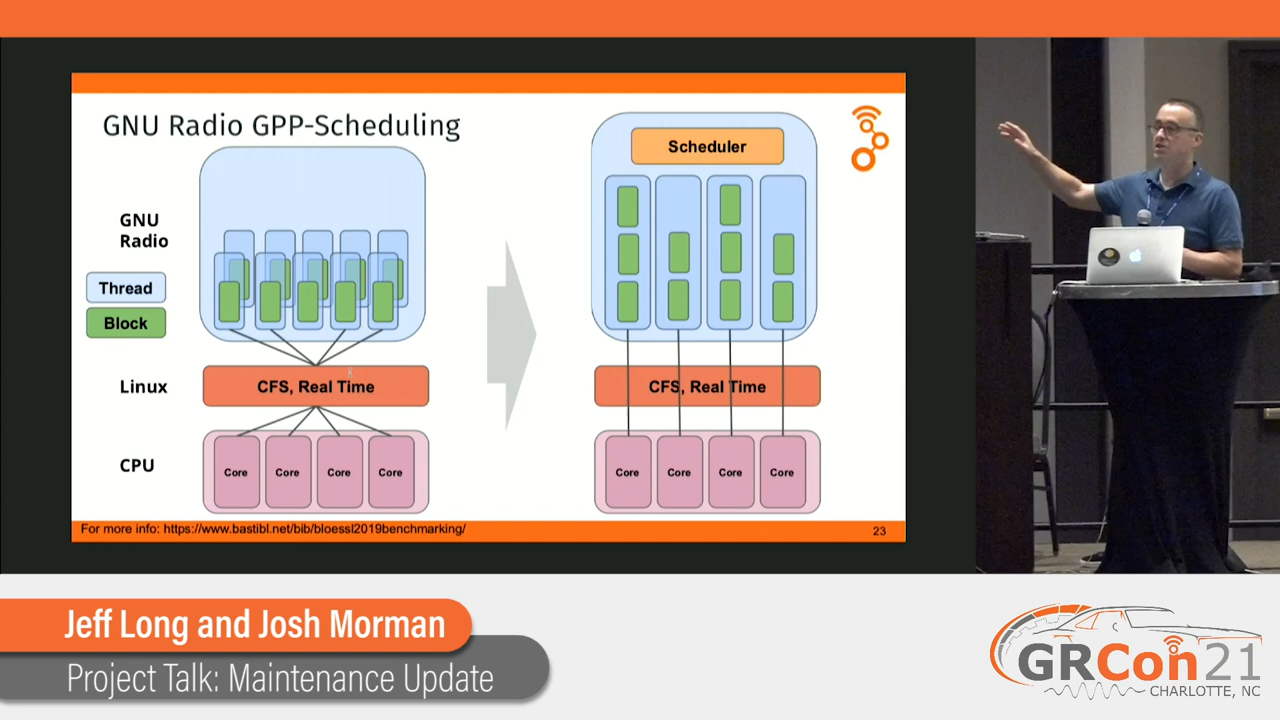 GNU Radio GPP-Scheduling
GNU
Radio
Thread
Block
Linux
CFS, Real Time
CPU
Core
Core
Core
Core
Scheduler
CFS, Real Time
Core
Core
Core
Core
For more info: https://www.bastibl.net/bib/bloessl2019benchmarking/
23
Jeff Long and Josh Morman
Project Talk: Maintenance Update
GRCon21
CHARLOTTE, NC